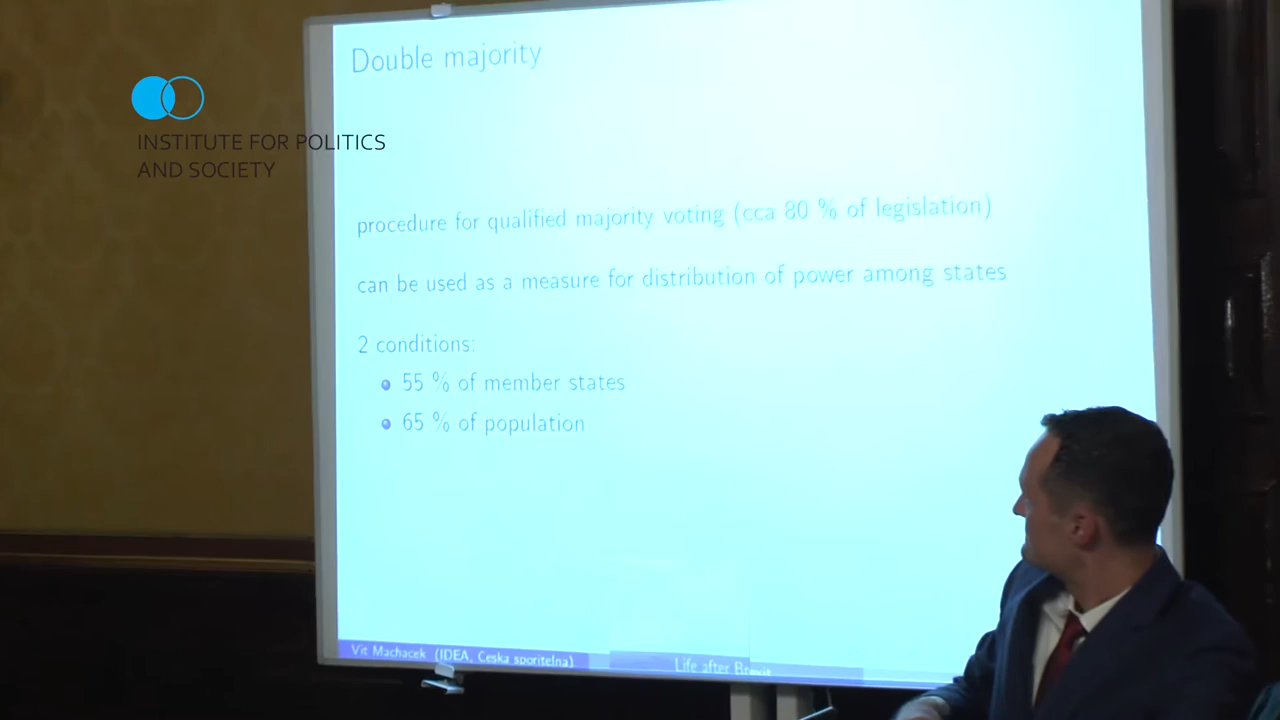 Double majority
INSTITUTE FOR POLITICS
AND SOCIETY
procedure for qualified majority voting (cca 80 % of legislation)
can be used as a measure for distribution of power among states
2 conditions:
55 % of member states
65 % of population
Vit Machacek (IDEA, Ceska sporitelna)
Life after Brexit